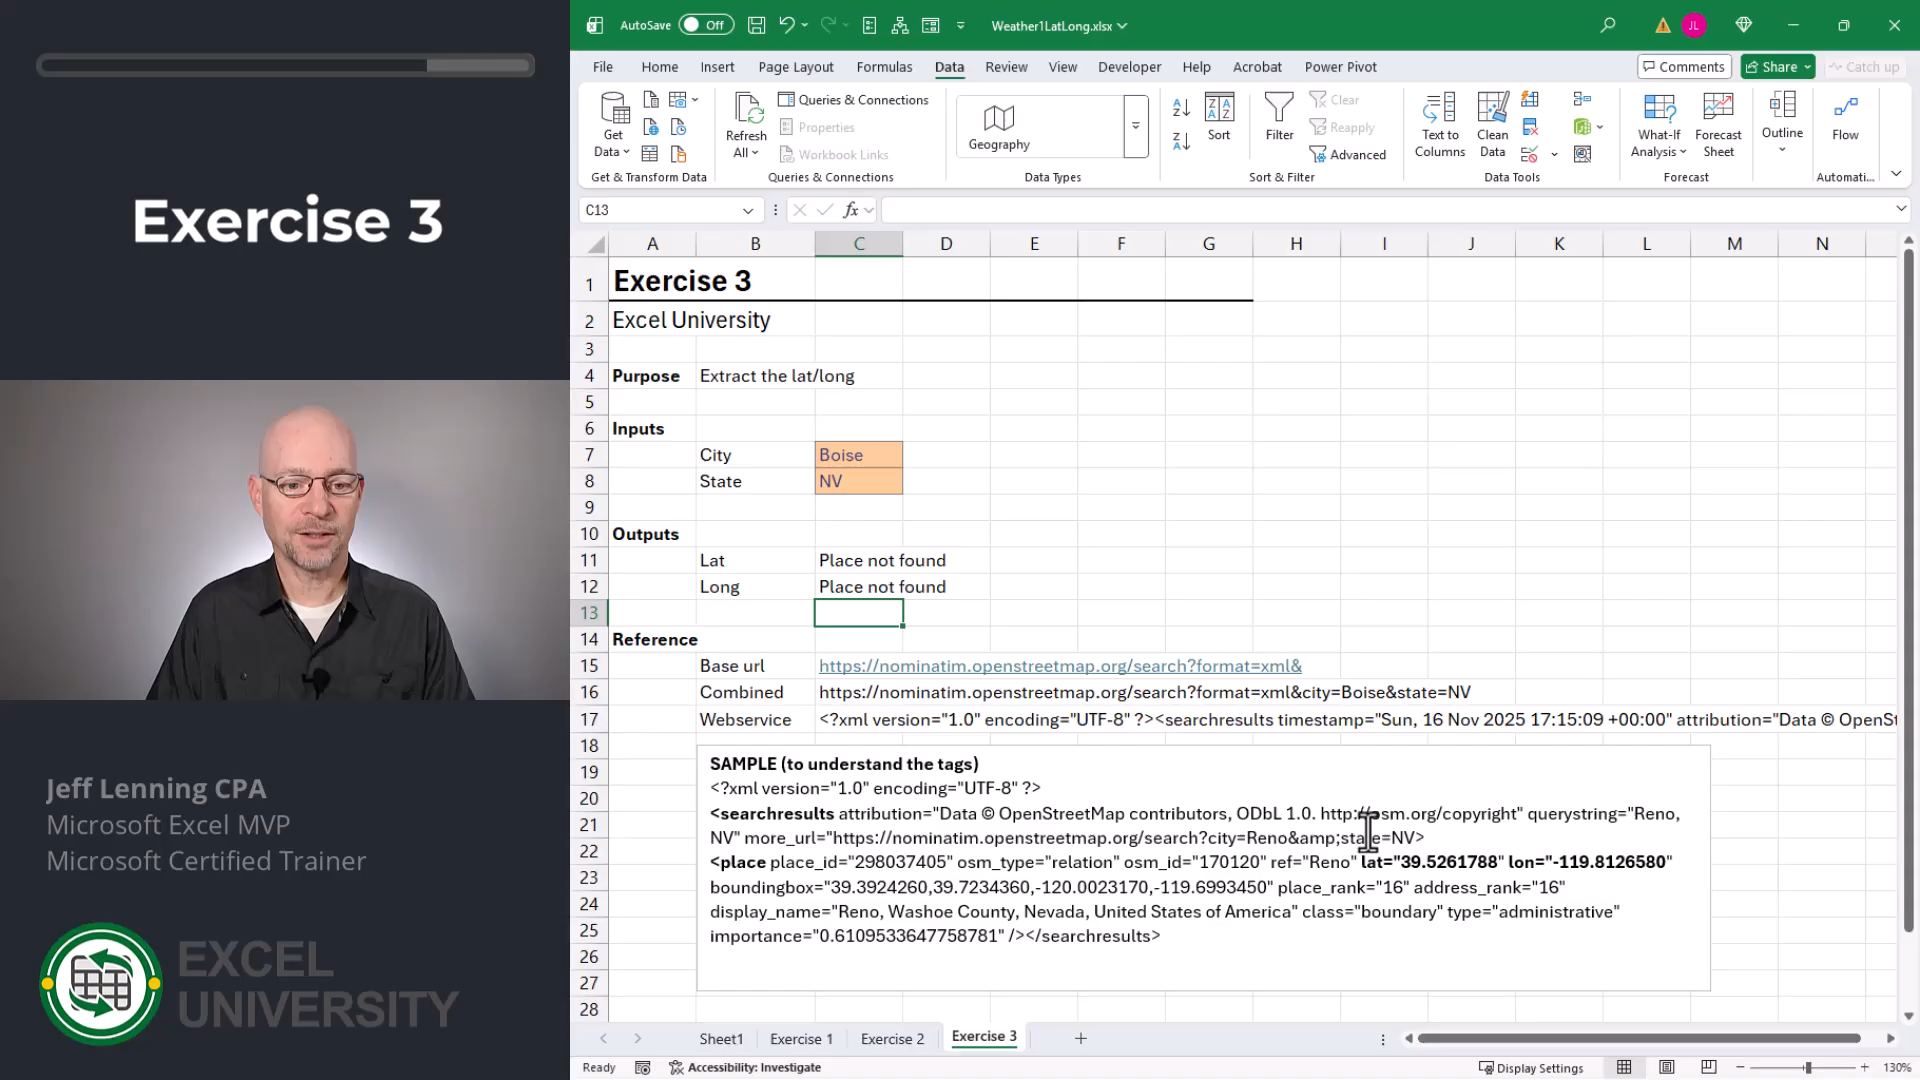 Exercise 3
Jeff Lenning CPA
Microsoft Excel MVP
Microsoft Certified Trainer
EXCEL
UNIVERSITY
AutoSave Off
Weather1LatLong.xlsx
JL
File Home Insert Page Layout Formulas Data Review View Developer Help Acrobat Power Pivot
Comments Share Catch up
Get Data
Refresh All
Queries & Connections
Properties
Workbook Links
Geography
Sort
Filter
Clear
Reapply
Advanced
Text to Columns
Clean Data
What-If Analysis
Forecast Sheet
Outline
Flow
Get & Transform Data
Queries & Connections
Data Types
Sort & Filter
Data Tools
Forecast
Automati...
C13
fx
A B C D E F G H I J K L M N
1 Exercise 3
2 Excel University
3
4 Purpose Extract the lat/long
5
6 Inputs
7 City Boise
8 State NV
9
10 Outputs
11 Lat Place not found
12 Long Place not found
13
14 Reference
15 Base url https://nominatim.openstreetmap.org/search?format=xml&
16 Combined https://nominatim.openstreetmap.org/search?format=xml&city=Boise&state=NV
17 Webservice <?xml version="1.0" encoding="UTF-8" ?><searchresults timestamp="Sun, 16 Nov 2025 17:15:09 +00:00" attribution="Data © OpenSt
18
19
20
21
22
23
24
25
26
27
28
SAMPLE (to understand the tags)
<?xml version="1.0" encoding="UTF-8" ?>
<searchresults attribution="Data © OpenStreetMap contributors, ODbL 1.0. http://osm.org/copyright" querystring="Reno,
NV" more_url="https://nominatim.openstreetmap.org/search?city=Reno&amp;state=NV>
<place place_id="298037405" osm_type="relation" osm_id="170120" ref="Reno" lat="39.5261788" lon="-119.8126580"
boundingbox="39.3924260,39.7234360,-120.0023170,-119.6993450" place_rank="16" address_rank="16"
display_name="Reno, Washoe County, Nevada, United States of America" class="boundary" type="administrative"
importance="0.6109533647758781" /></searchresults>
Sheet1 Exercise 1 Exercise 2 Exercise 3
Ready Accessibility: Investigate Display Settings 130%